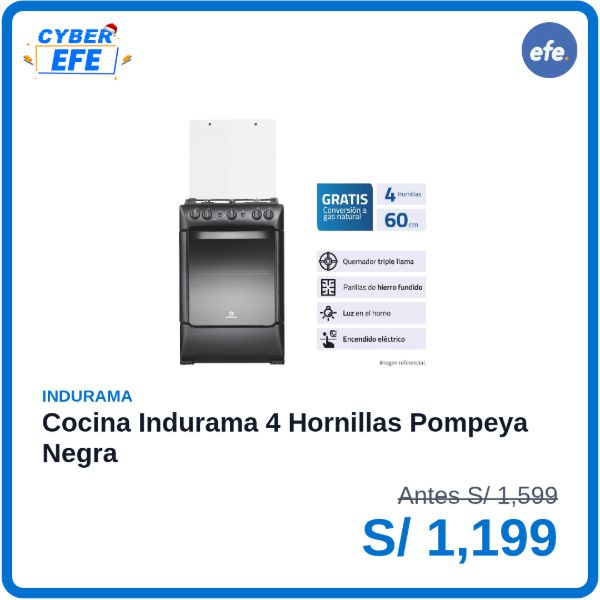 CYBER
EFE
efe.
GRATIS
Conversión a
gas natural
4 Hornillas
60 cm
Quemador triple llama
Parillas de hierro fundido
Luz en el horno
Encendido eléctrico
Imagen referencial.
INDURAMA
Cocina Indurama 4 Hornillas Pompeya
Negra
Antes S/ 1,599
S/ 1,199